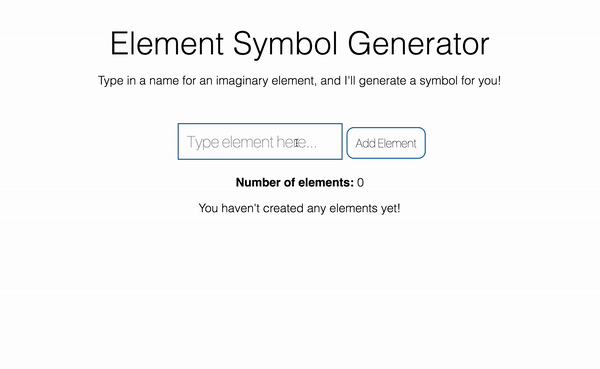 Element Symbol Generator
Type in a name for an imaginary element, and I'll generate a symbol for you!
Type element here... Add Element
Number of elements: 0
You haven't created any elements yet!